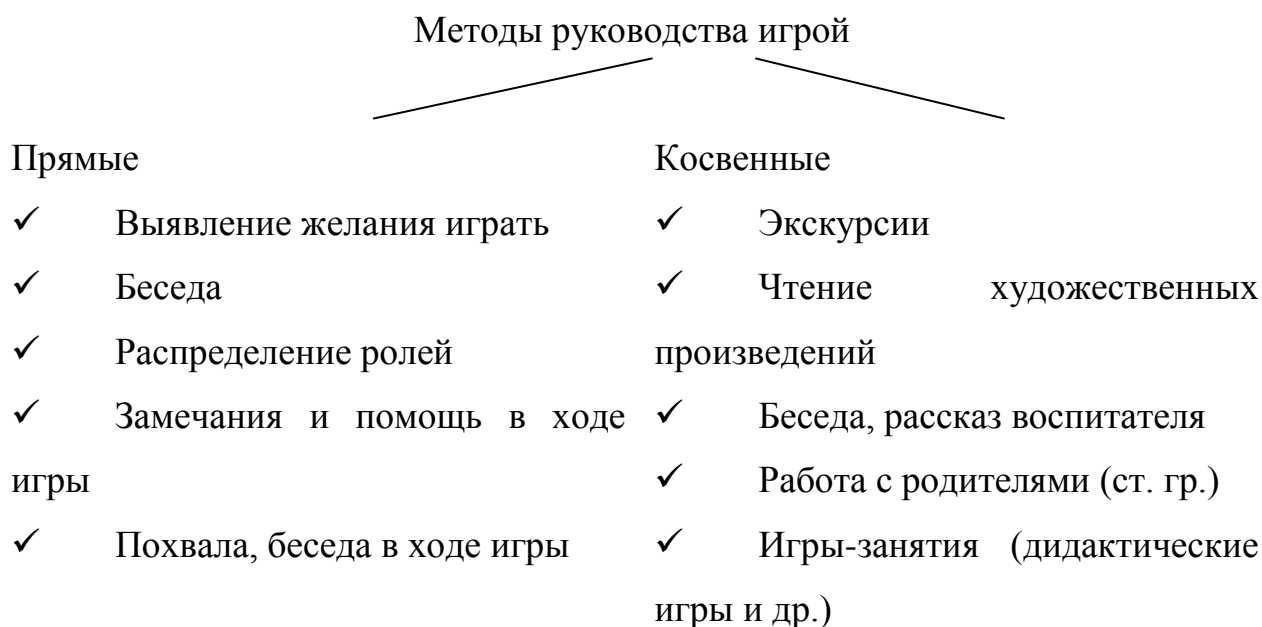 Методы руководства игрой
Прямые
✓ Выявление желания играть
✓ Беседа
✓ Распределение ролей
✓ Замечания и помощь в ходе
игры
✓ Похвала, беседа в ходе игры
Косвенные
✓ Экскурсии
✓ Чтение художественных
произведений
✓ Беседа, рассказ воспитателя
✓ Работа с родителями (ст. гр.)
✓ Игры-занятия (дидактические
игры и др.)